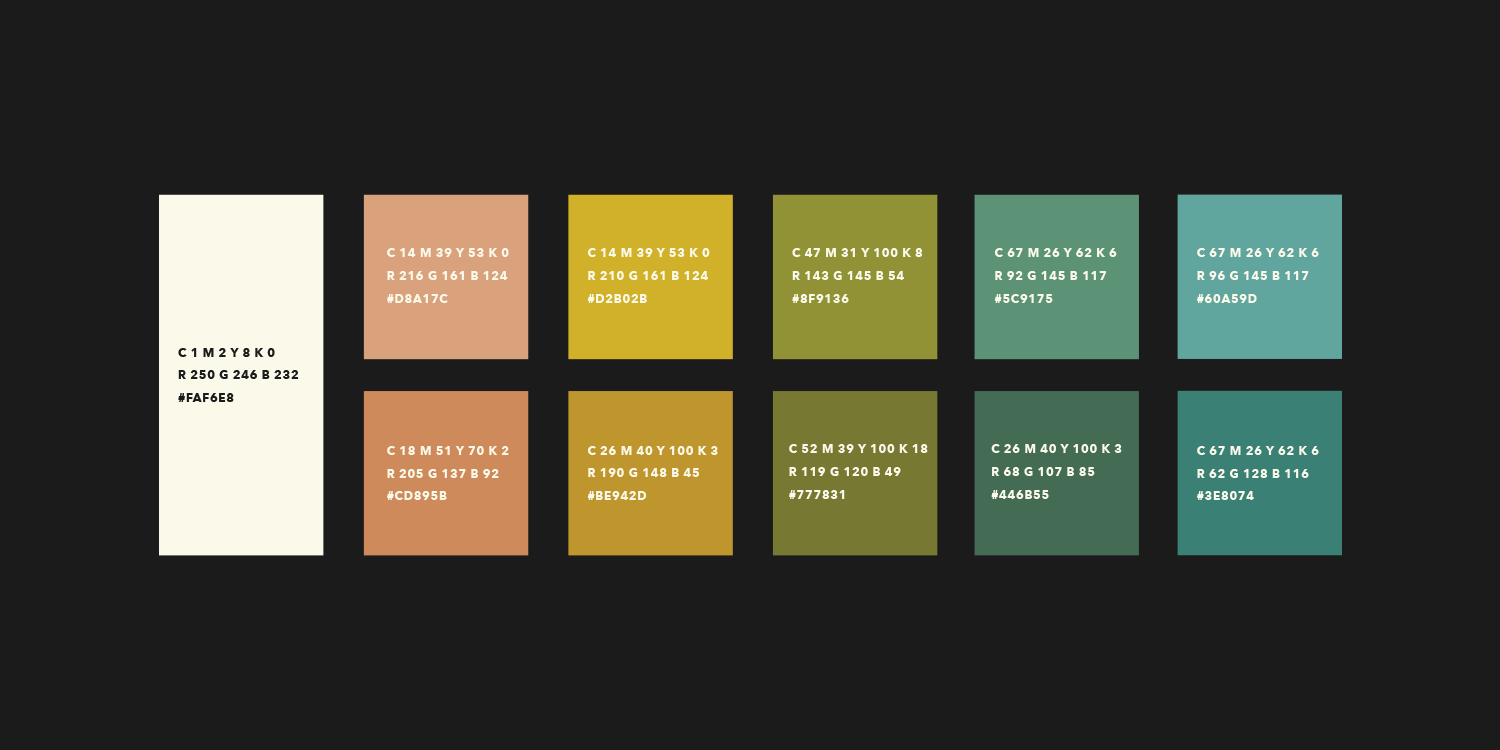 C 1 M 2 Y 8 K 0
R 250 G 246 B 232
#FAF6E8
C 14 M 39 Y 53 K 0
R 216 G 161 B 124
#D8A17C
C 14 M 39 Y 53 K 0
R 210 G 161 B 124
#D2B02B
C 47 M 31 Y 100 K 8
R 143 G 145 B 54
#8F9136
C 67 M 26 Y 62 K 6
R 92 G 145 B 117
#5C9175
C 67 M 26 Y 62 K 6
R 96 G 145 B 117
#60A59D
C 18 M 51 Y 70 K 2
R 205 G 137 B 92
#CD895B
C 26 M 40 Y 100 K 3
R 190 G 148 B 45
#BE942D
C 52 M 39 Y 100 K 18
R 119 G 120 B 49
#777831
C 26 M 40 Y 100 K 3
R 68 G 107 B 85
#446B55
C 67 M 26 Y 62 K 6
R 62 G 128 B 116
#3E8074